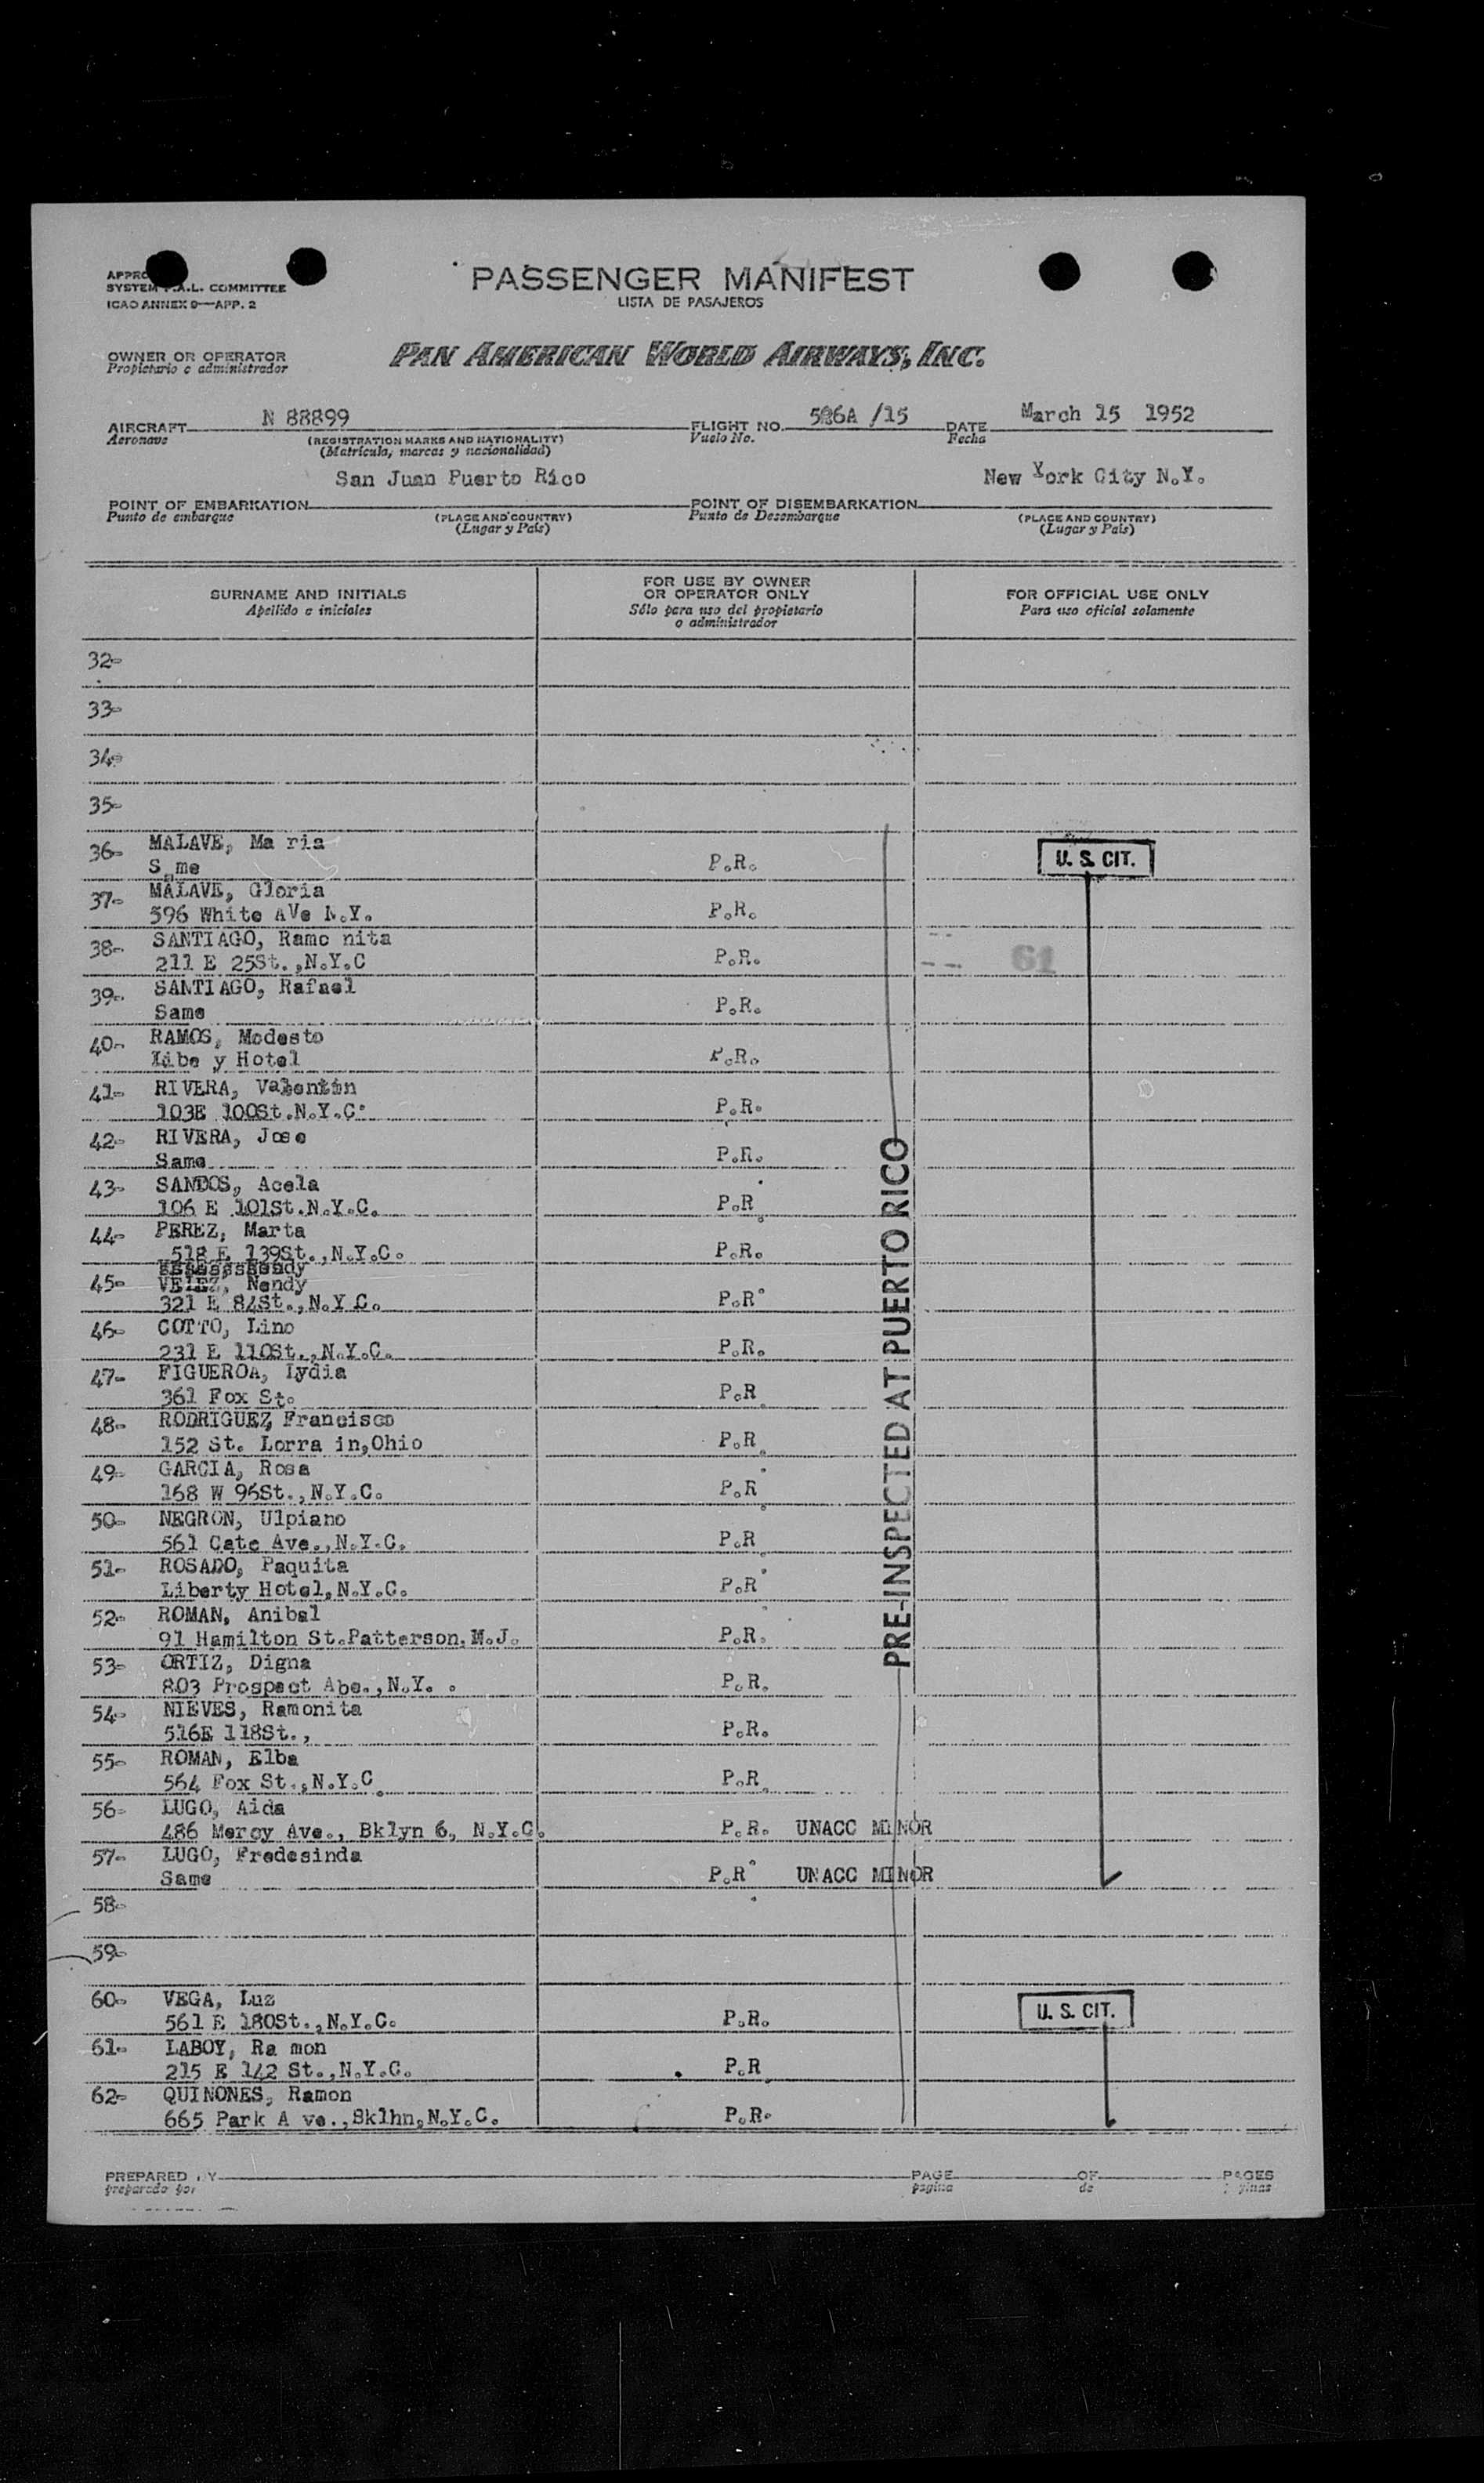 PASSENGER MANIFEST
LISTA DE PASAJEROS
SYSTEM F.A.L. COMMITTEE
ICAO ANNEX 9—APP. 2
OWNER OR OPERATOR
Propietario o administrador
PAN AMERICAN WORLD AIRWAYS, INC.
AIRCRAFT N 88899 FLIGHT NO. /15 DATE March 15 1952
Aeronave (REGISTRATION MARKS AND NATIONALITY) Vuelo No. Fecha
(Matrícula, marcas y nacionalidad)
San Juan Puerto Rico New York City N.Y.
POINT OF EMBARKATION POINT OF DISEMBARKATION
Punto de embarque (PLACE AND COUNTRY) Punto de Desembarque (PLACE AND COUNTRY)
(Lugar y País) (Lugar y País)
SURNAME AND INITIALS
Apellido e iniciales
FOR USE BY OWNER
OR OPERATOR ONLY
Sólo para uso del propietario
o administrador
FOR OFFICIAL USE ONLY
Para uso oficial solamente
32-
33-
34-
35-
36- MALAVE, Ma ria
S me P.R. U. S. CIT.
37- MALAVE, Gloria
596 White AVe N.Y. P.R.
38- SANTIAGO, Ramo nita
211 E 25St.,N.Y.C P.R. 61
39- SANTIAGO, Rafael
Same P.R.
40- RAMOS, Modesto
Libe y Hotel P.R.
41- RIVERA, Valentin
103E 100St.N.Y.C. P.R.
42- RIVERA, Jose
Same P.R.
43- SANDOS, Acela
106 E 101St.N.Y.C. P.R.
44- PEREZ, Marta
518 E 139St.,N.Y.C. P.R.
45- VELEZ, Nendy
321 E 84St.,N.Y.C. P.R.
46- COTTO, Lino
231 E 110St.,N.Y.C. P.R.
47- FIGUEROA, Lydia
361 Fox St. P.R.
48- RODRIGUEZ, Francisco
152 St. Lorra in,Ohio P.R.
49- GARCIA, Rosa
168 W 96St.,N.Y.C. P.R.
50- NEGRON, Ulpiano
561 Cate Ave.,N.Y.C. P.R.
51- ROSADO, Paquita
Liberty Hotel,N.Y.C. P.R.
52- ROMAN, Anibal
91 Hamilton St.Patterson.N.J. P.R.
53- ORTIZ, Digna
803 Prospect Abe.,N.Y. . P.R.
54- NIEVES, Ramonita
516E 118St., P.R.
55- ROMAN, Elba
564 Fox St.,N.Y.C. P.R.
56- LUGO, Aida
486 Mercy Ave., Bklyn 6, N.Y.C. P.R. UNACC MINOR
57- LUGO, Fredesinda
Same P.R. UNACC MINOR
PRE-INSPECTED AT PUERTO RICO
58-
59-
60- VEGA, Luz
561 E 180St.,N.Y.C. P.R. U. S. CIT.
61- LABOY, Ra mon
215 E 142 St.,N.Y.C. P.R.
62- QUINONES, Ramon
665 Park A ve.,Sklhn,N.Y.C. P.R.
PREPARED BY PAGE OF PAGES
preparado por página de páginas